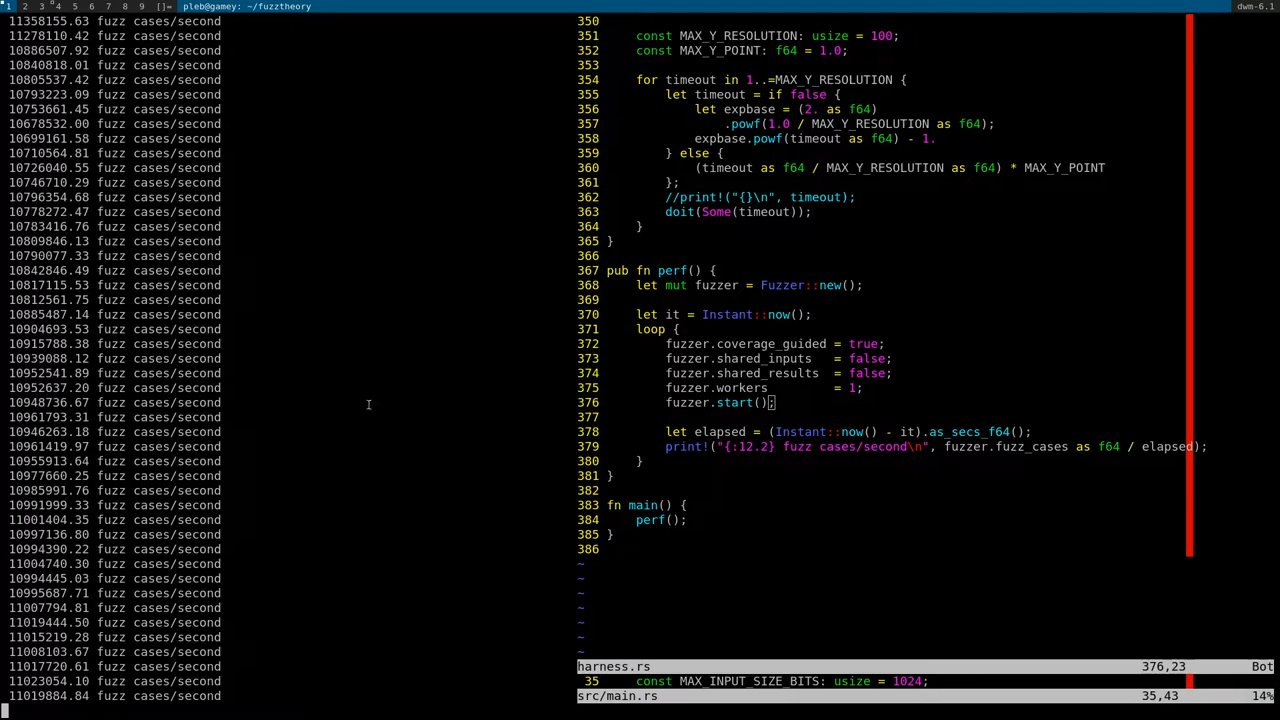 1 2 3 4 5 6 7 8 9 []= pleb@gamey: ~/fuzztheory dwm-6.1
11358155.63 fuzz cases/second
11278110.42 fuzz cases/second
10886507.92 fuzz cases/second
10840818.01 fuzz cases/second
10805537.42 fuzz cases/second
10793223.09 fuzz cases/second
10753661.45 fuzz cases/second
10678532.00 fuzz cases/second
10693161.58 fuzz cases/second
10710564.81 fuzz cases/second
10726040.55 fuzz cases/second
10746710.29 fuzz cases/second
10796354.68 fuzz cases/second
10778272.47 fuzz cases/second
10783416.76 fuzz cases/second
10809846.13 fuzz cases/second
10790077.33 fuzz cases/second
10842846.49 fuzz cases/second
10817115.53 fuzz cases/second
10812561.75 fuzz cases/second
10885487.14 fuzz cases/second
10904693.53 fuzz cases/second
10915788.38 fuzz cases/second
10939088.12 fuzz cases/second
10952541.89 fuzz cases/second
10952637.20 fuzz cases/second
10948736.67 fuzz cases/second
10961793.31 fuzz cases/second
10946263.18 fuzz cases/second
10961419.97 fuzz cases/second
10955913.64 fuzz cases/second
10977660.25 fuzz cases/second
10985991.76 fuzz cases/second
10991999.33 fuzz cases/second
11001404.35 fuzz cases/second
10997136.80 fuzz cases/second
10994390.22 fuzz cases/second
11004740.30 fuzz cases/second
10994445.03 fuzz cases/second
10995687.71 fuzz cases/second
11007794.81 fuzz cases/second
11019444.50 fuzz cases/second
11015219.28 fuzz cases/second
11008103.67 fuzz cases/second
11017720.61 fuzz cases/second
11023054.10 fuzz cases/second
11019884.84 fuzz cases/second
350
351     const MAX_Y_RESOLUTION: usize = 100;
352     const MAX_Y_POINT: f64 = 1.0;
353
354     for timeout in 1..=MAX_Y_RESOLUTION {
355         let timeout = if false {
356             let expbase = (2. as f64)
357                 .powf(1.0 / MAX_Y_RESOLUTION as f64);
358             expbase.powf(timeout as f64) - 1.
359         } else {
360             (timeout as f64 / MAX_Y_RESOLUTION as f64) * MAX_Y_POINT
361         };
362         //print!("{}\n", timeout);
363         doit(Some(timeout));
364     }
365 }
366
367 pub fn perf() {
368     let mut fuzzer = Fuzzer::new();
369
370     let it = Instant::now();
371     loop {
372         fuzzer.coverage_guided = true;
373         fuzzer.shared_inputs   = false;
374         fuzzer.shared_results  = false;
375         fuzzer.workers         = 1;
376         fuzzer.start();
377
378         let elapsed = (Instant::now() - it).as_secs_f64();
379         print!("{:12.2} fuzz cases/second\n", fuzzer.fuzz_cases as f64 / elapsed);
380     }
381 }
382
383 fn main() {
384     perf();
385 }
386
~
~
~
~
~
~
~
harness.rs 376,23 Bot
35     const MAX_INPUT_SIZE_BITS: usize = 1024;
src/main.rs 35,43 14%